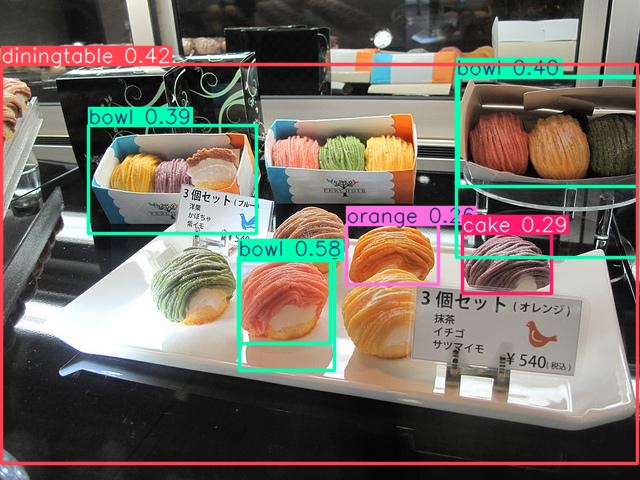 diningtable 0.42
bowl 0.40
bowl 0.39
3個セット(ブルー
洋栗
かぼちゃ
紫イモ
orange 0.26
cake 0.29
bowl 0.58
3個セット(オレンジ)
抹茶
イチゴ
サツマイモ
¥540(税込)